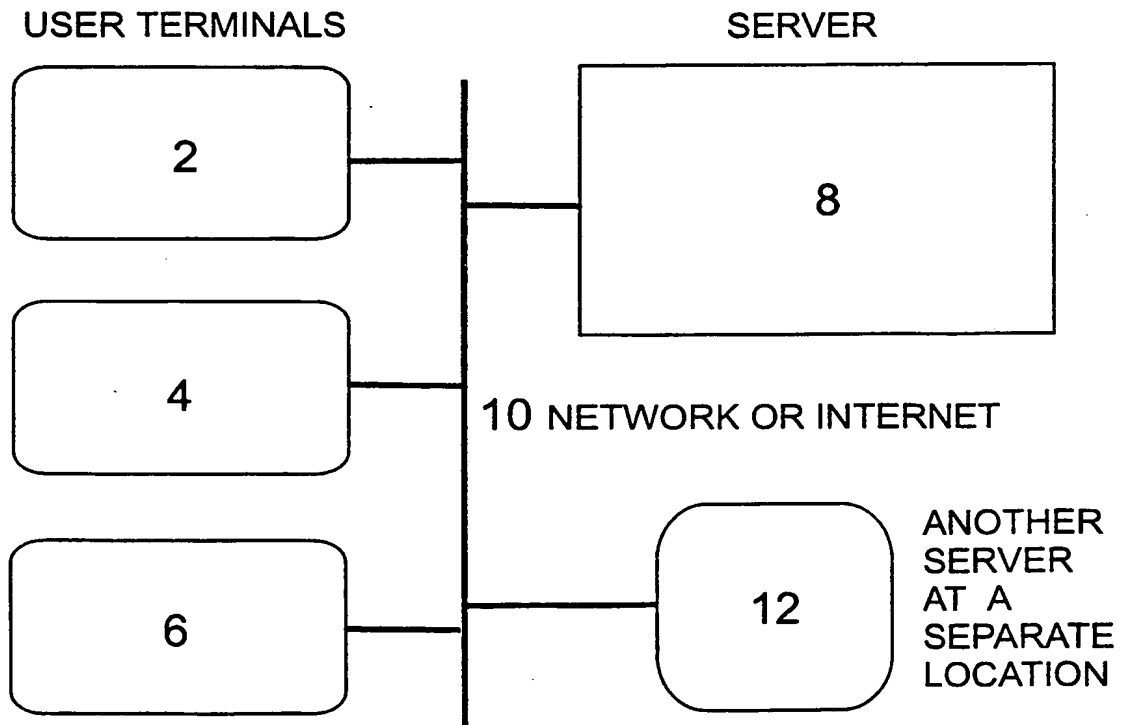 USER TERMINALS
SERVER
2
8
4
10 NETWORK OR INTERNET
6
12
ANOTHER
SERVER
AT A
SEPARATE
LOCATION